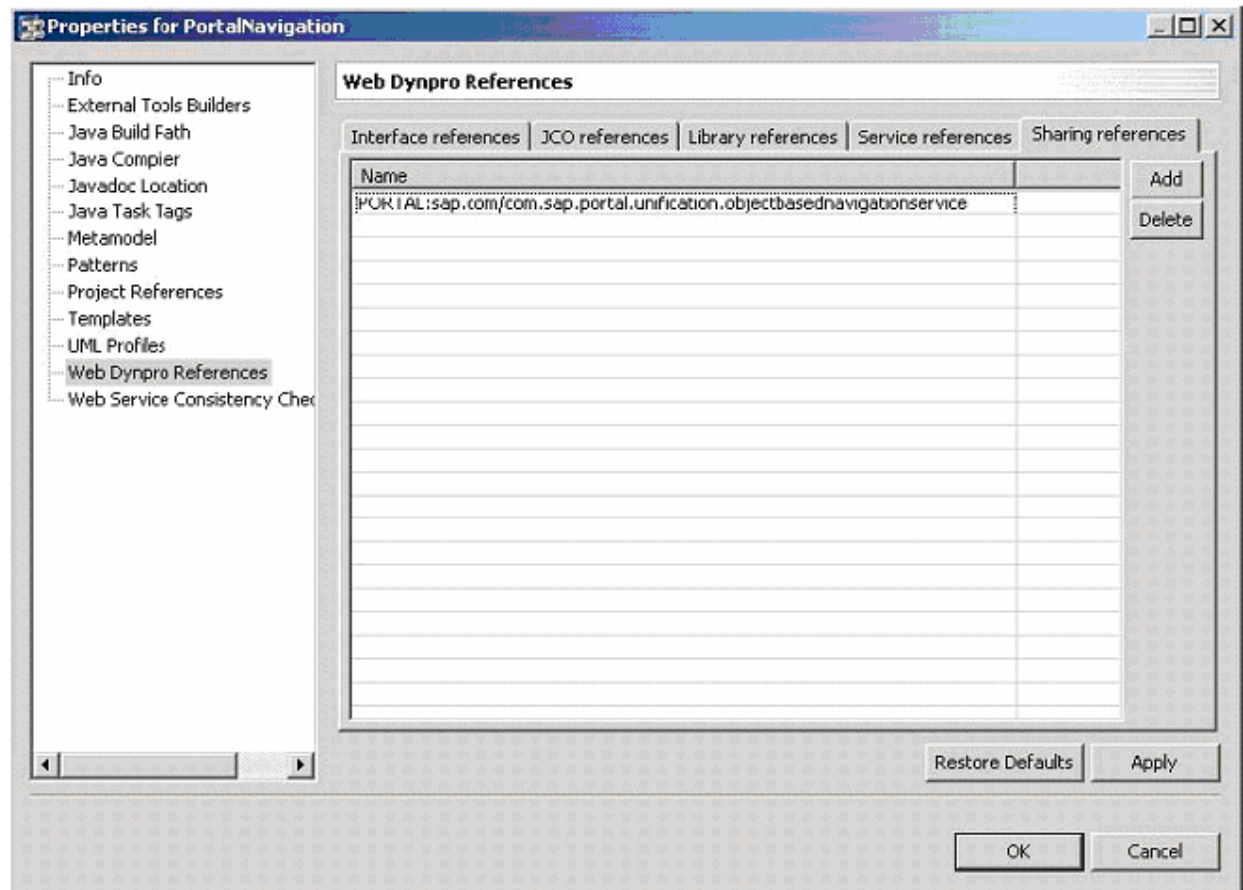 Properties for PortalNavigation
Info
External Tools Builders
Java Build Path
Java Compiler
Javadoc Location
Java Task Tags
Metamodel
Patterns
Project References
Templates
UML Profiles
Web Dynpro References
Web Service Consistency Chec
Web Dynpro References
Interface references
JCO references
Library references
Service references
Sharing references
Name
PORTAL:sap.com/com.sap.portal.unification.objectbasednavigationservice
Add
Delete
Restore Defaults
Apply
OK
Cancel